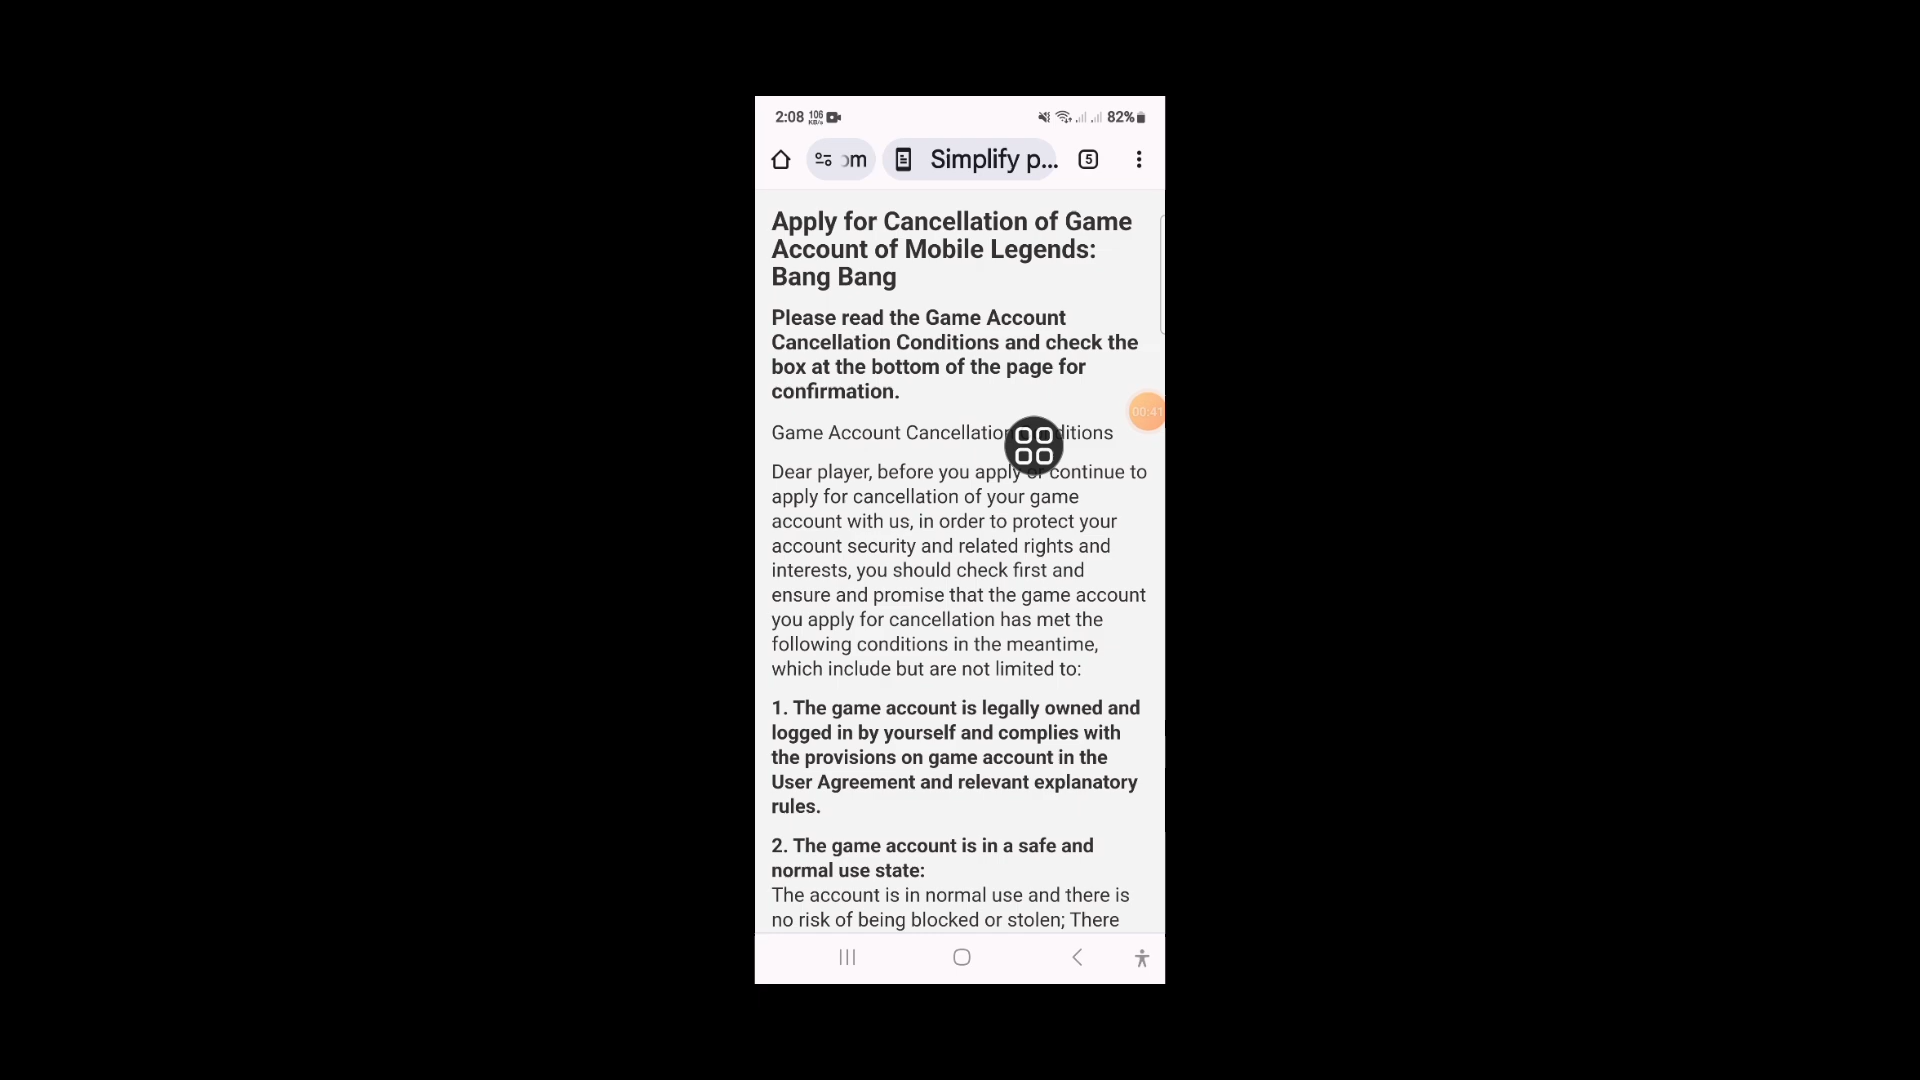 2:08 106 KB/s 82%
om Simplify p... 5
Apply for Cancellation of Game
Account of Mobile Legends:
Bang Bang
Please read the Game Account
Cancellation Conditions and check the
box at the bottom of the page for
confirmation.
Game Account Cancellation ditions
00:41
Dear player, before you apply or continue to
apply for cancellation of your game
account with us, in order to protect your
account security and related rights and
interests, you should check first and
ensure and promise that the game account
you apply for cancellation has met the
following conditions in the meantime,
which include but are not limited to:
1. The game account is legally owned and
logged in by yourself and complies with
the provisions on game account in the
User Agreement and relevant explanatory
rules.
2. The game account is in a safe and
normal use state:
The account is in normal use and there is
no risk of being blocked or stolen; There